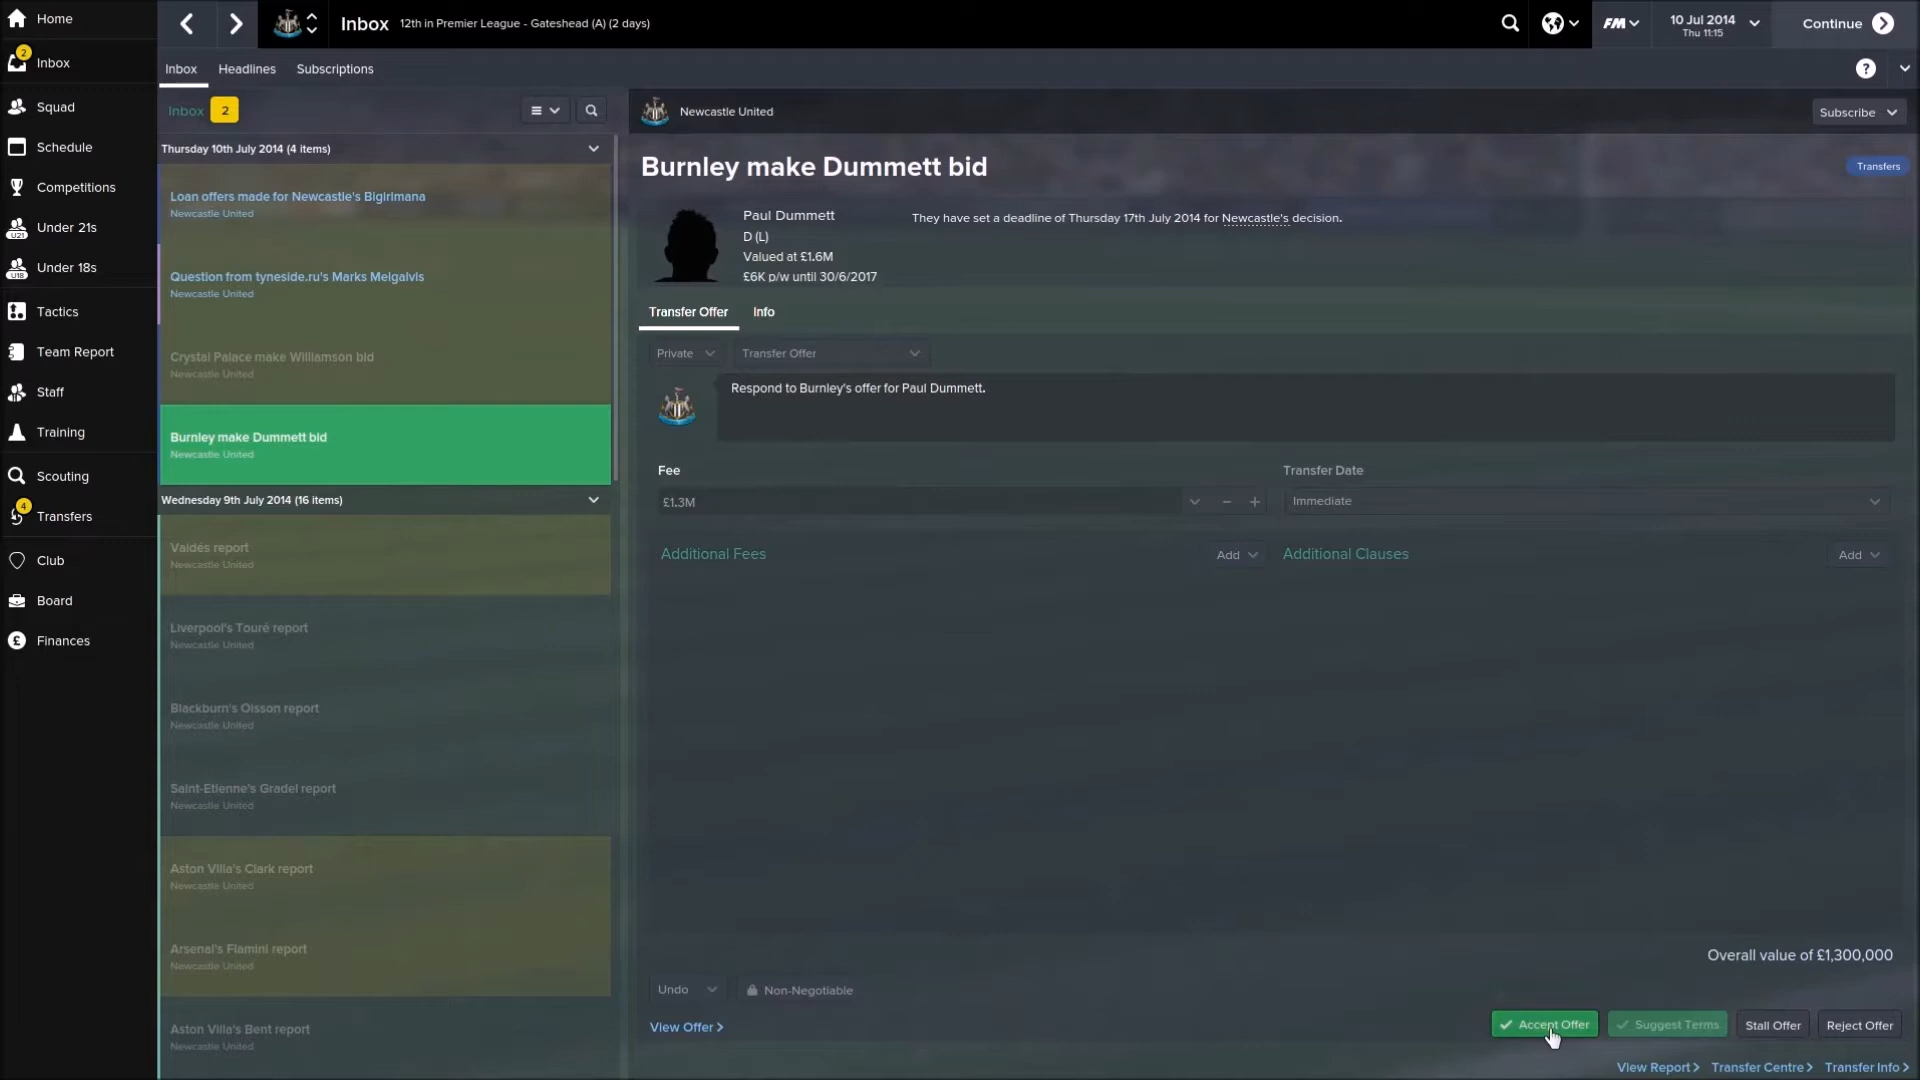 Home
Inbox
2
Squad
Schedule
Competitions
Under 21s
U21
Under 18s
U18
Tactics
Team Report
Staff
Training
Scouting
Transfers
4
Club
Board
Finances
Inbox 12th in Premier League - Gateshead (A) (2 days)
FM
10 Jul 2014
Thu 11:15
Continue
Inbox Headlines Subscriptions
Inbox 2
Thursday 10th July 2014 (4 items)
Loan offers made for Newcastle's Bigirimana
Newcastle United
Question from tyneside.ru's Marks Meigalvis
Newcastle United
Crystal Palace make Williamson bid
Newcastle United
Burnley make Dummett bid
Newcastle United
Wednesday 9th July 2014 (16 items)
Valdés report
Newcastle United
Liverpool's Touré report
Newcastle United
Blackburn's Olsson report
Newcastle United
Saint-Etienne's Gradel report
Newcastle United
Aston Villa's Clark report
Newcastle United
Arsenal's Flamini report
Newcastle United
Aston Villa's Bent report
Newcastle United
Newcastle United
Subscribe
Burnley make Dummett bid
Transfers
Paul Dummett
D (L)
Valued at £1.6M
£6K p/w until 30/6/2017
They have set a deadline of Thursday 17th July 2014 for Newcastle's decision.
Transfer Offer Info
Private Transfer Offer
Respond to Burnley's offer for Paul Dummett.
Fee
£1.3M
Transfer Date
Immediate
Additional Fees Add
Additional Clauses Add
Overall value of £1,300,000
Undo Non-Negotiable
View Offer >
Accept Offer Suggest Terms Stall Offer Reject Offer
View Report > Transfer Centre > Transfer Info >